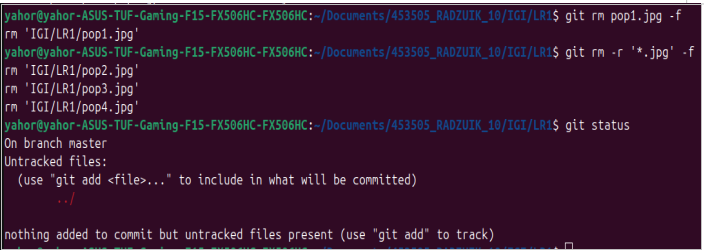 yahor@yahor-ASUS-TUF-Gaming-F15-FX506HC-FX506HC:~/Documents/453505_RADZUIK_10/IGI/LR1$ git rm pop1.jpg -f
rm 'IGI/LR1/pop1.jpg'
yahor@yahor-ASUS-TUF-Gaming-F15-FX506HC-FX506HC:~/Documents/453505_RADZUIK_10/IGI/LR1$ git rm -r '*.jpg' -f
rm 'IGI/LR1/pop2.jpg'
rm 'IGI/LR1/pop3.jpg'
rm 'IGI/LR1/pop4.jpg'
yahor@yahor-ASUS-TUF-Gaming-F15-FX506HC-FX506HC:~/Documents/453505_RADZUIK_10/IGI/LR1$ git status
On branch master
Untracked files:
(use "git add <file>..." to include in what will be committed)
../
nothing added to commit but untracked files present (use "git add" to track)